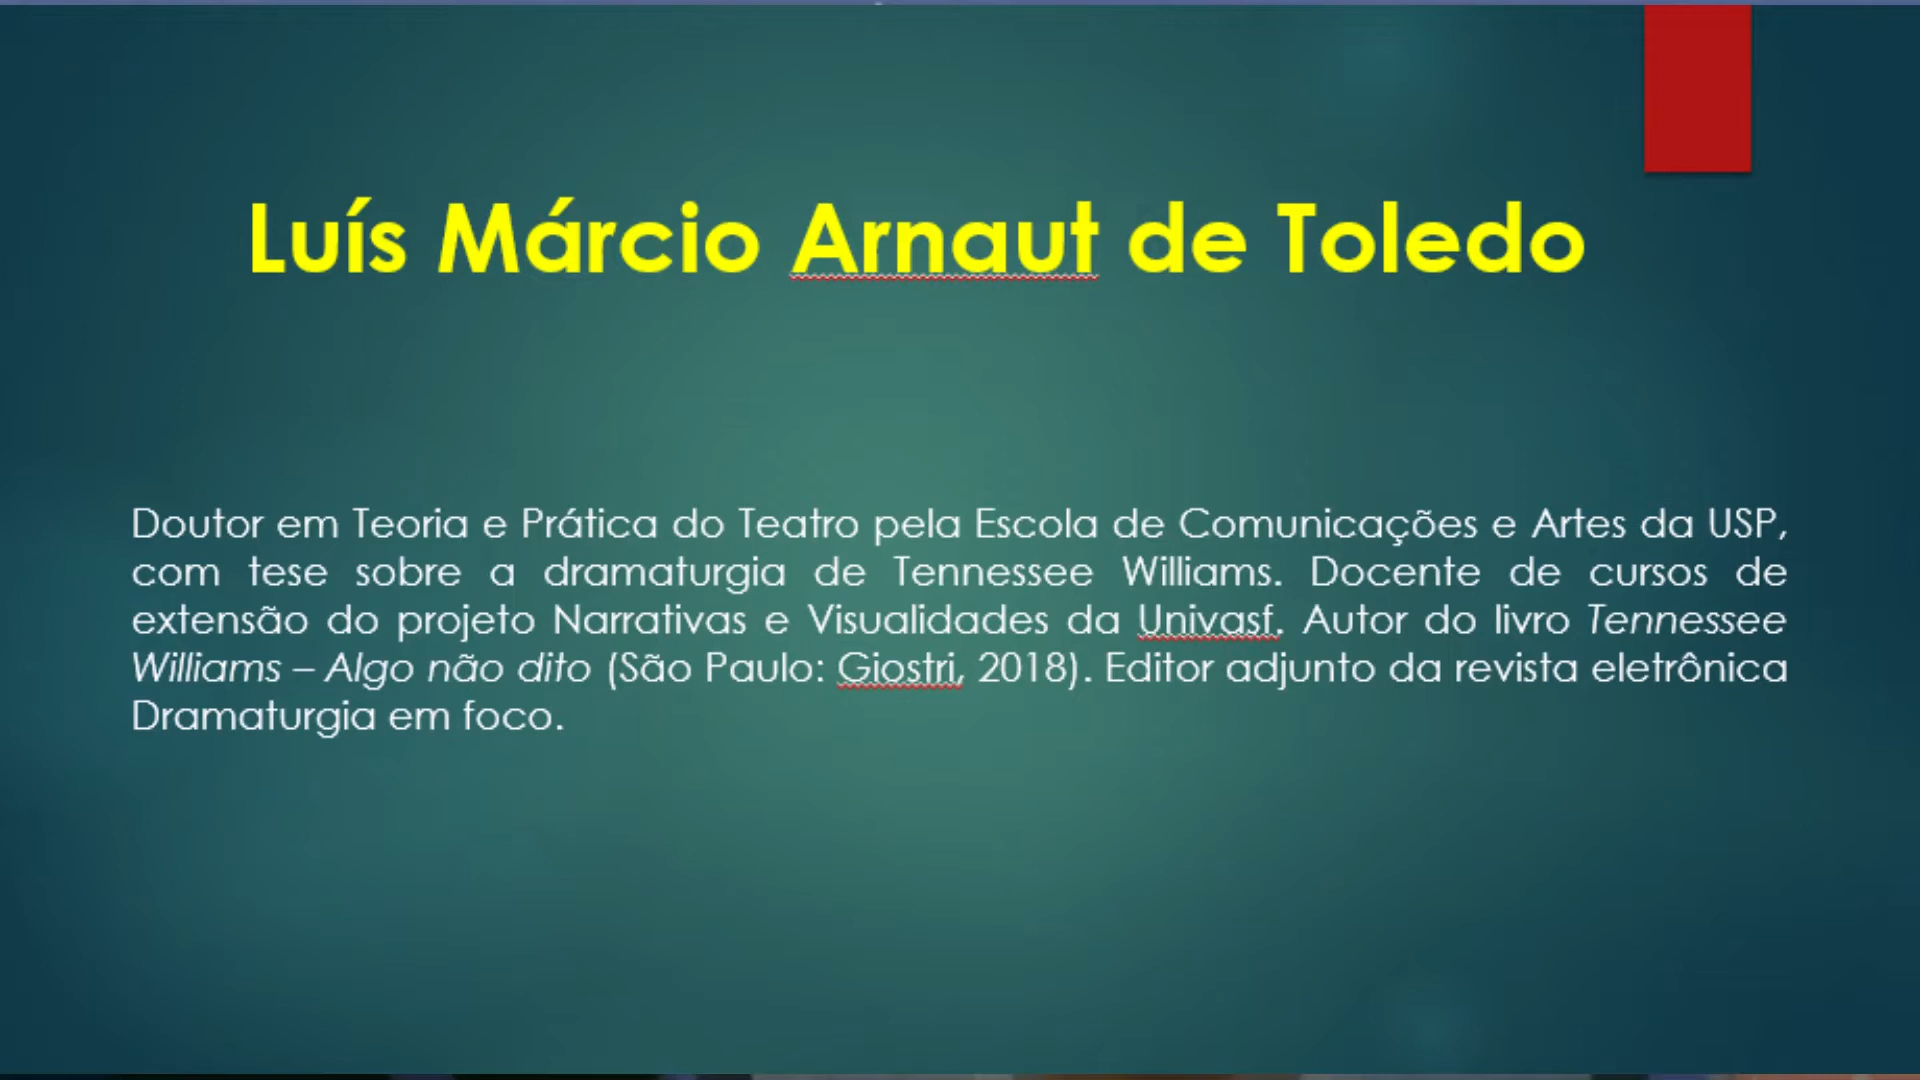 Luís Márcio Arnaut de Toledo
Doutor em Teoria e Prática do Teatro pela Escola de Comunicações e Artes da USP,
com tese sobre a dramaturgia de Tennessee Williams. Docente de cursos de
extensão do projeto Narrativas e Visualidades da Univasf. Autor do livro Tennessee
Williams – Algo não dito (São Paulo: Giostri, 2018). Editor adjunto da revista eletrônica
Dramaturgia em foco.